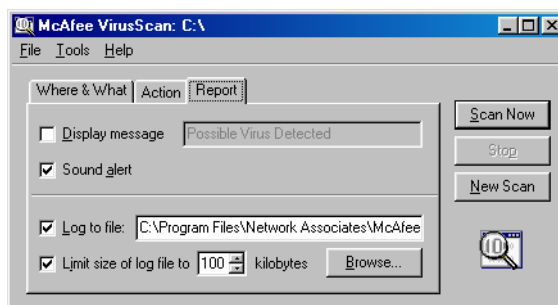 McAfee VirusScan: C:\
File Tools Help
Where & What Action Report
Display message Possible Virus Detected
Sound alert
Log to file: C:\Program Files\Network Associates\McAfee
Limit size of log file to 100 kilobytes Browse...
Scan Now
Stop
New Scan